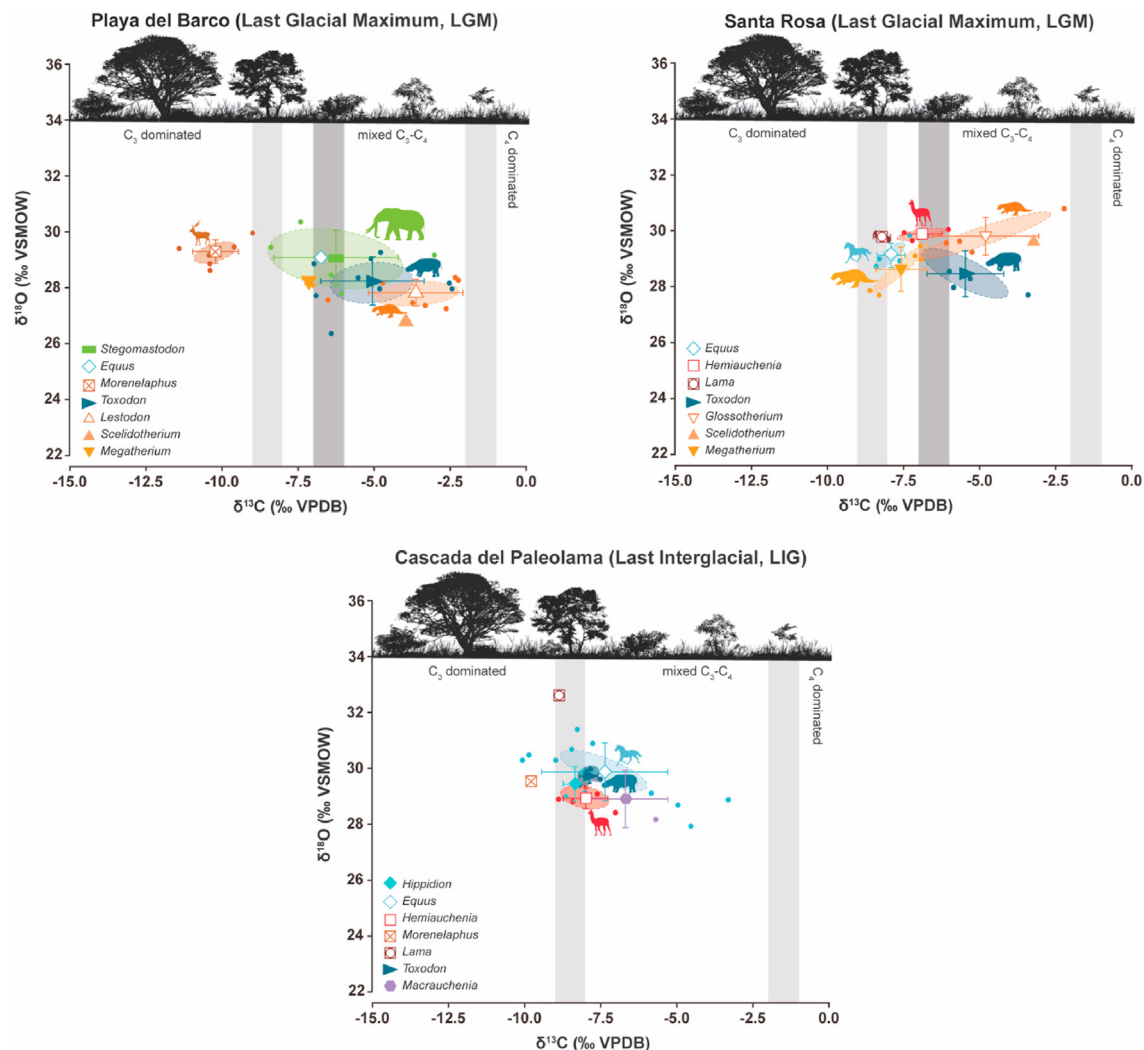 Playa del Barco (Last Glacial Maximum, LGM)
36
34
32
30
28
26
24
22
δ¹⁸O (‰ VSMOW)
C₃ dominated
mixed C₃-C₄
C₄ dominated
Stegomastodon
Equus
Morenelaphus
Toxodon
Lestodon
Scelidotherium
Megatherium
-15.0 -12.5 -10.0 -7.5 -5.0 -2.5 0.0
δ¹³C (‰ VPDB)
Santa Rosa (Last Glacial Maximum, LGM)
36
34
32
30
28
26
24
22
δ¹⁸O (‰ VSMOW)
C₃ dominated
mixed C₃-C₄
C₄ dominated
Equus
Hemiauchenia
Lama
Toxodon
Glossotherium
Scelidotherium
Megatherium
-15.0 -12.5 -10.0 -7.5 -5.0 -2.5 0.0
δ¹³C (‰ VPDB)
Cascada del Paleolama (Last Interglacial, LIG)
36
34
32
30
28
26
24
22
δ¹⁸O (‰ VSMOW)
C₃ dominated
mixed C₃-C₄
C₄ dominated
Hippidion
Equus
Hemiauchenia
Morenelaphus
Lama
Toxodon
Macrauchenia
-15.0 -12.5 -10.0 -7.5 -5.0 -2.5 0.0
δ¹³C (‰ VPDB)